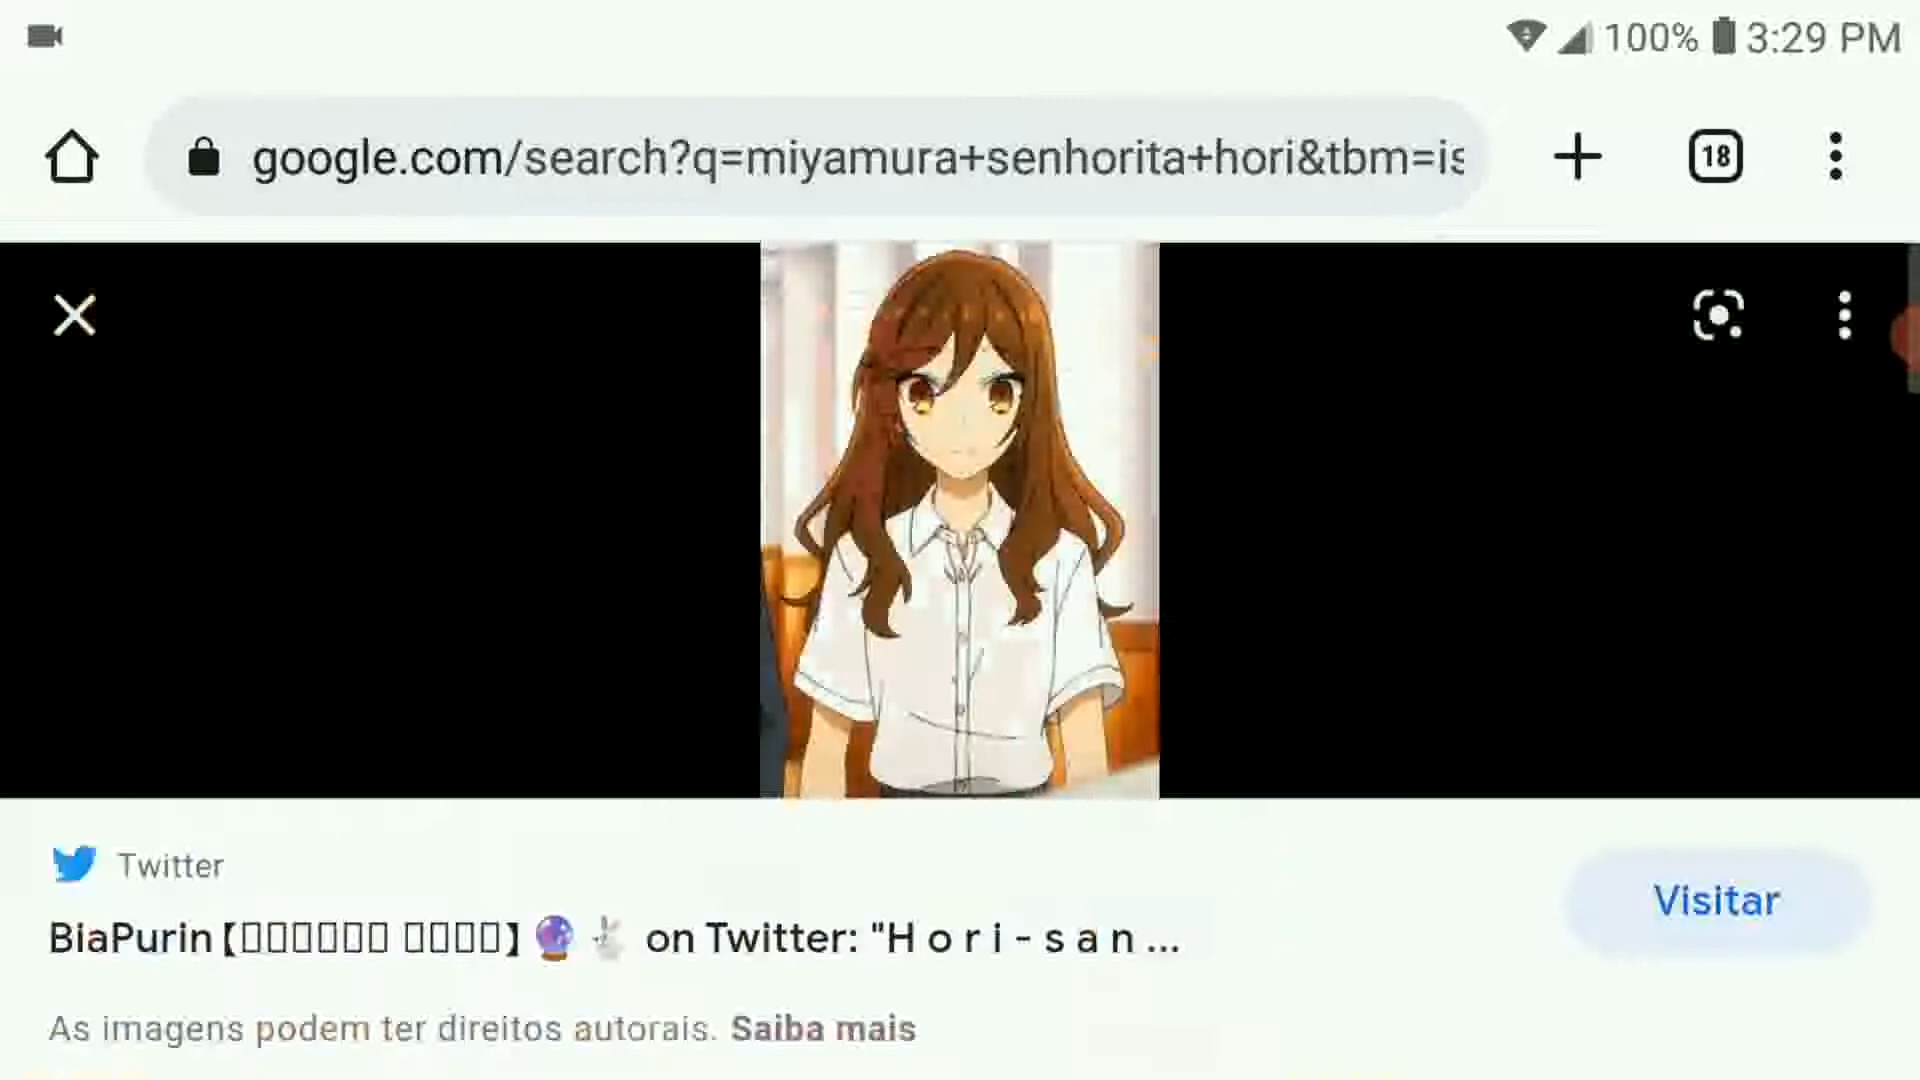 100% 3:29 PM
google.com/search?q=miyamura+senhorita+hori&tbm=is
18
Twitter
BiaPurin【▯▯▯▯▯▯ ▯▯▯▯】🔮 🐇 on Twitter: "H o r i - s a n ...
Visitar
As imagens podem ter direitos autorais. Saiba mais